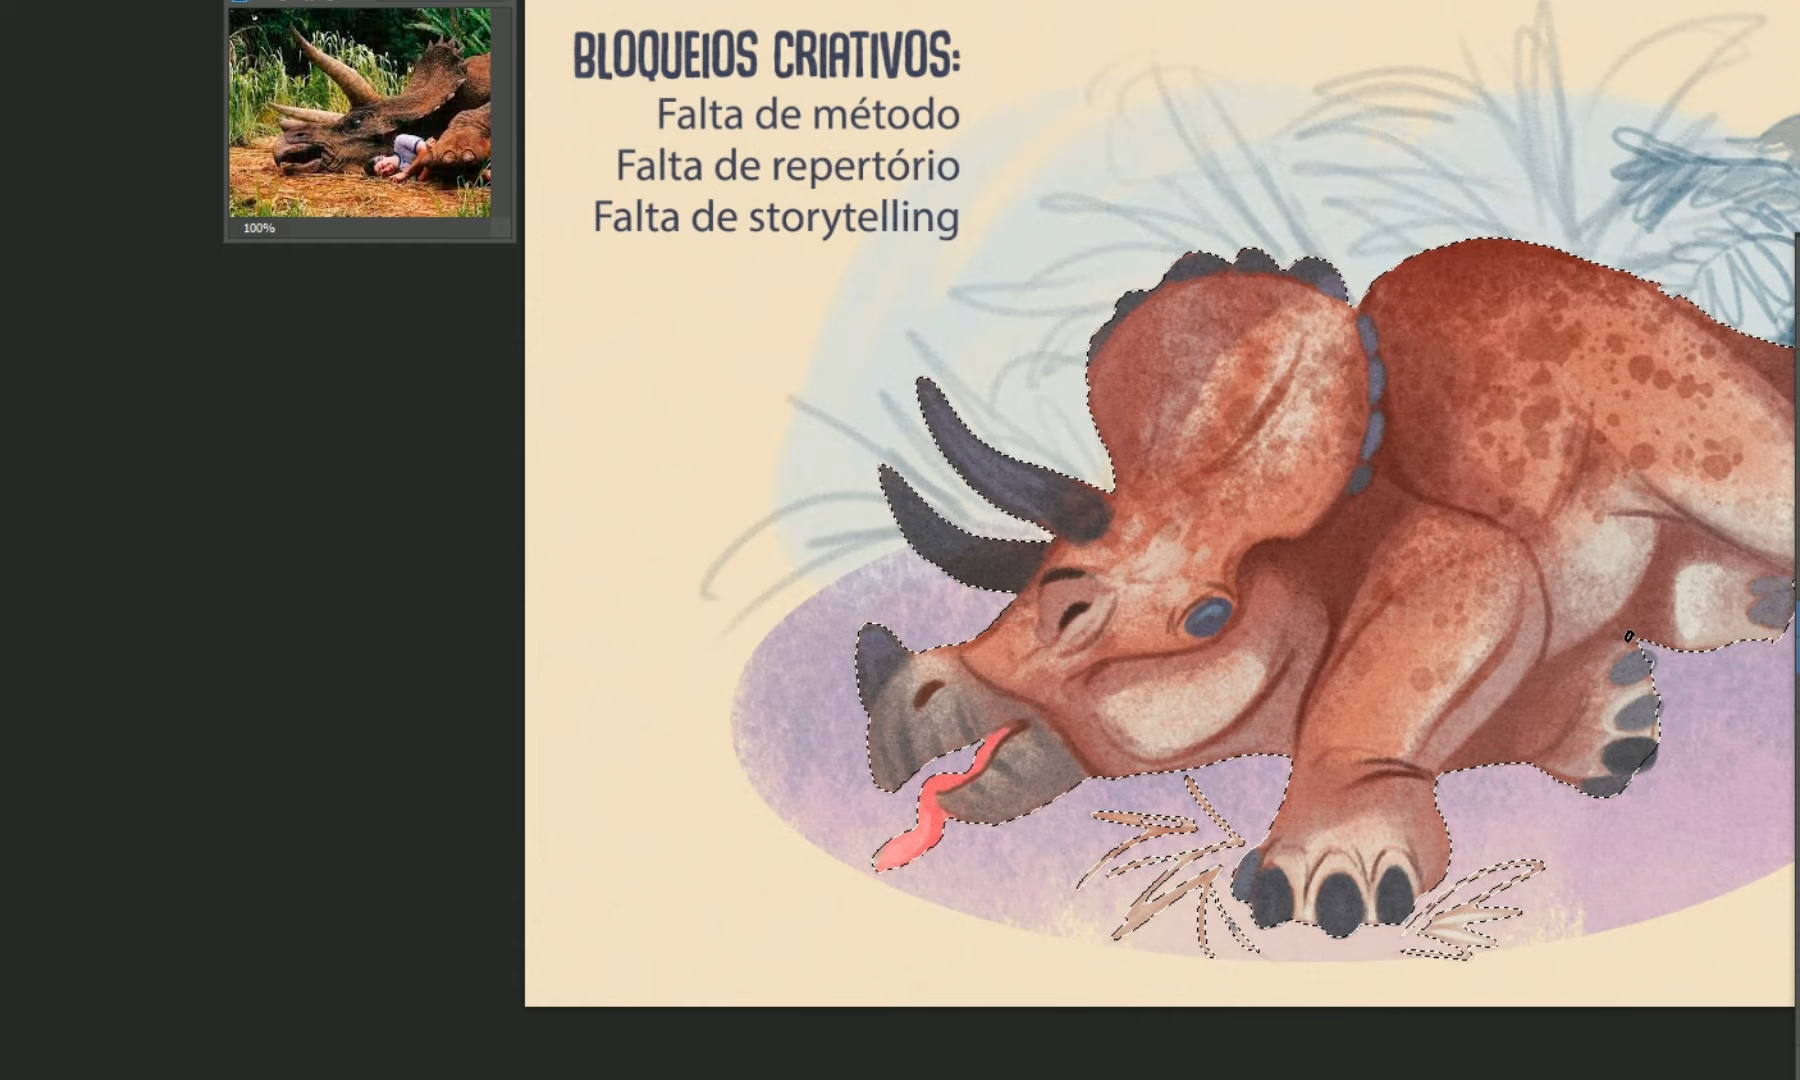 BLOQUEIOS CRIATIVOS:
Falta de método
Falta de repertório
Falta de storytelling
100%